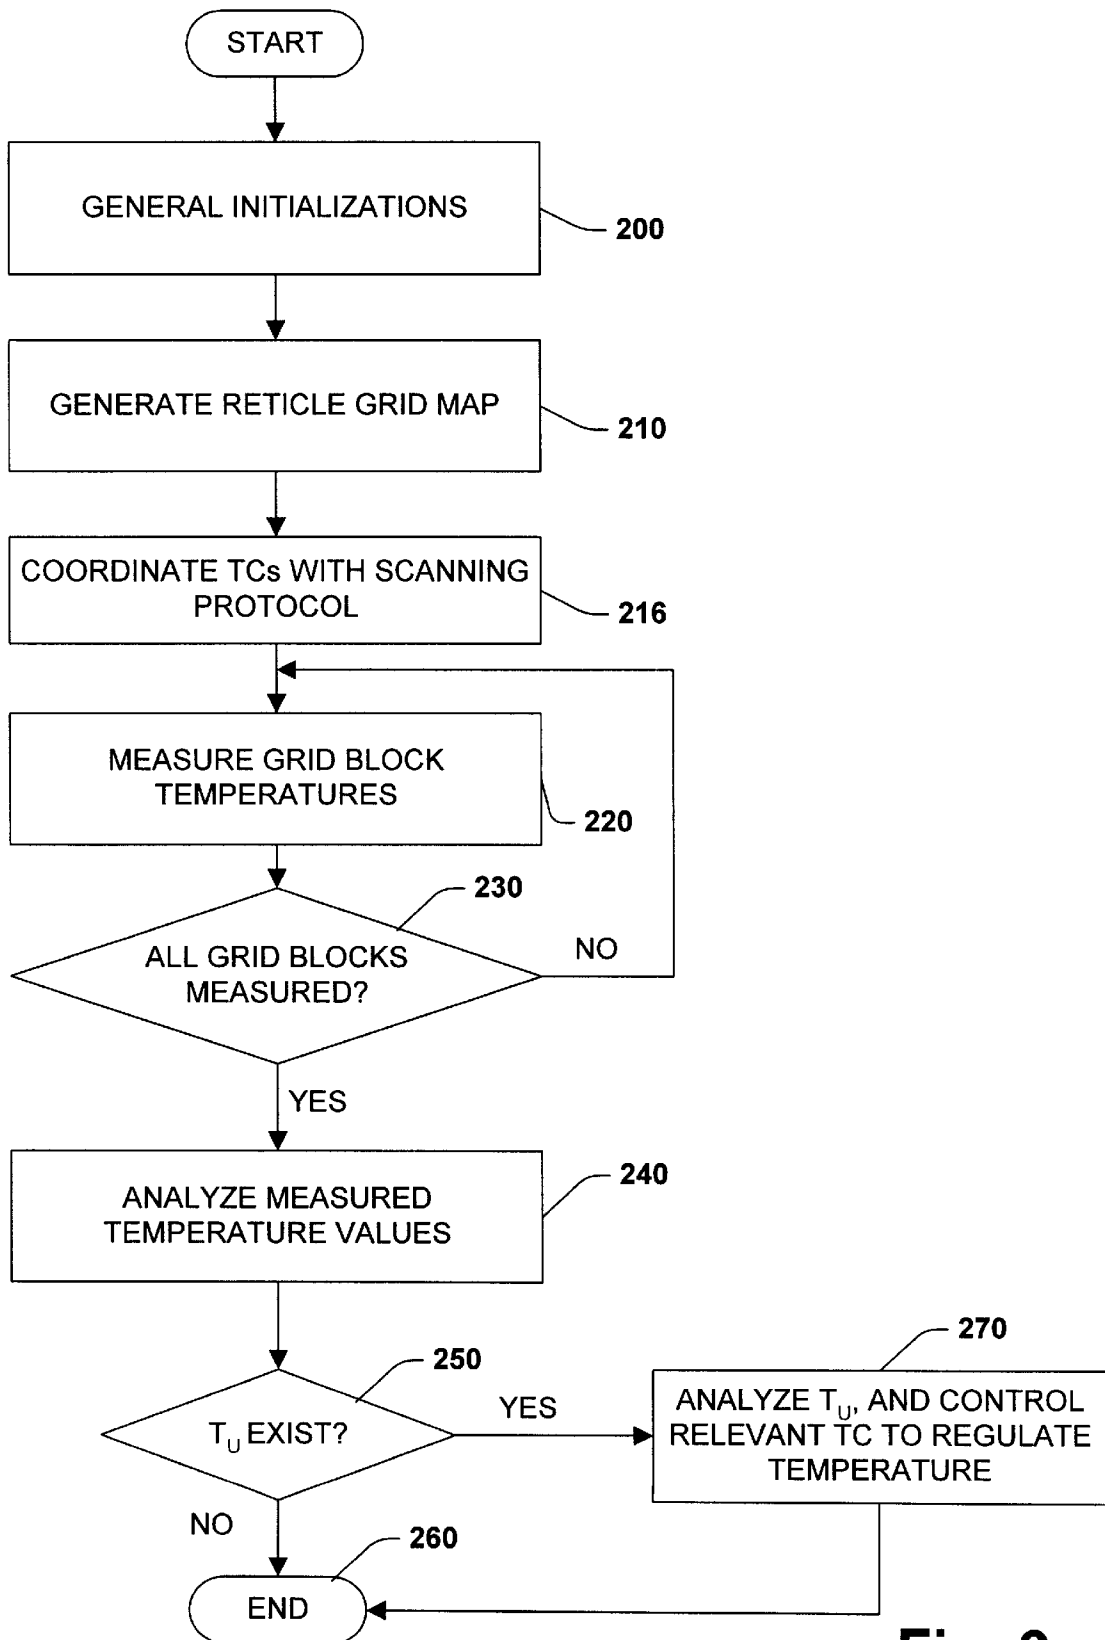 START
GENERAL INITIALIZATIONS
200
GENERATE RETICLE GRID MAP
210
COORDINATE TCs WITH SCANNING
PROTOCOL
216
MEASURE GRID BLOCK
TEMPERATURES
220
230
ALL GRID BLOCKS
MEASURED?
NO
YES
ANALYZE MEASURED
TEMPERATURE VALUES
240
250
TU EXIST?
YES
270
ANALYZE TU, AND CONTROL
RELEVANT TC TO REGULATE
TEMPERATURE
NO
260
END